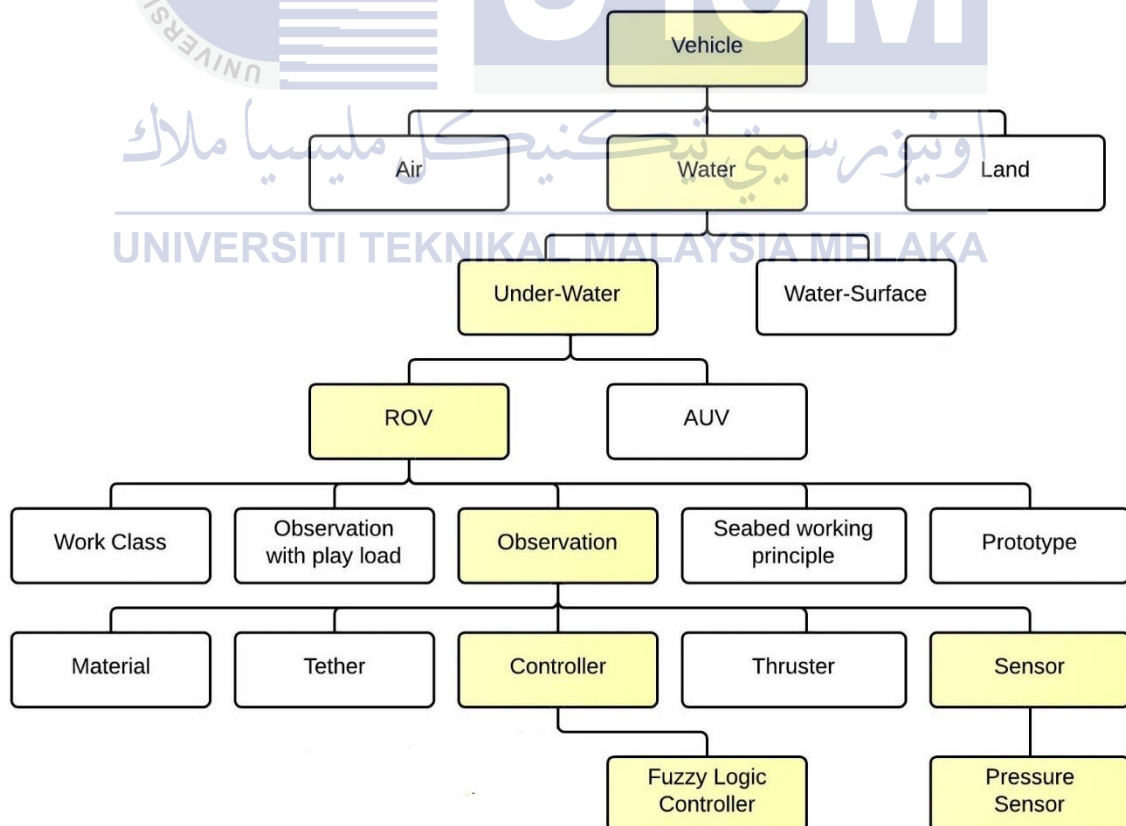 UTeM
UNIVERSI
Vehicle
اونيۏرسيتي تيكنيكل مليسيا ملاك
Air
Water
Land
UNIVERSITI TEKNIKAL MALAYSIA MELAKA
Under-Water
Water-Surface
ROV
AUV
Work Class
Observation
with play load
Observation
Seabed working
principle
Prototype
Material
Tether
Controller
Thruster
Sensor
Fuzzy Logic
Controller
Pressure
Sensor